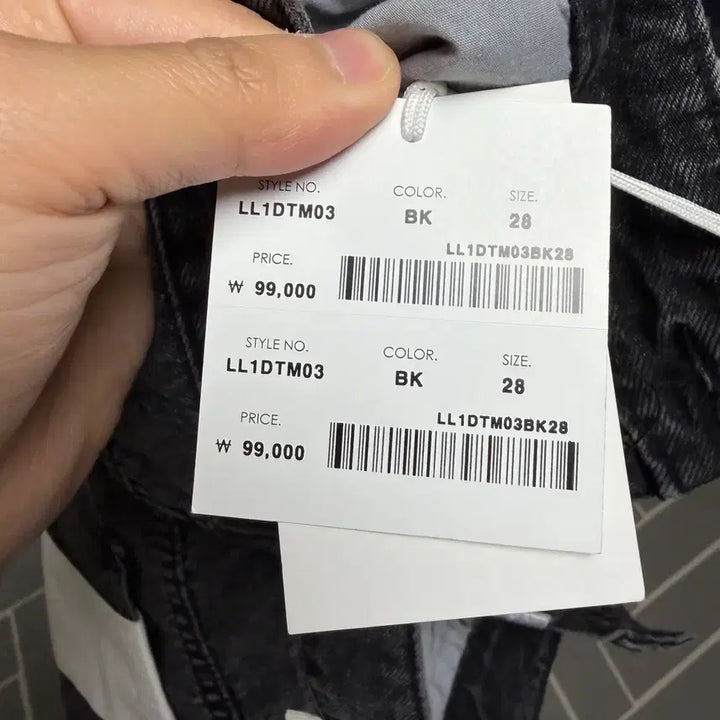 STYLE NO. COLOR. SIZE.
LL1DTM03 BK 28
LL1DTM03BK28
PRICE.
₩ 99,000
STYLE NO. COLOR. SIZE.
LL1DTM03 BK 28
LL1DTM03BK28
PRICE.
₩ 99,000